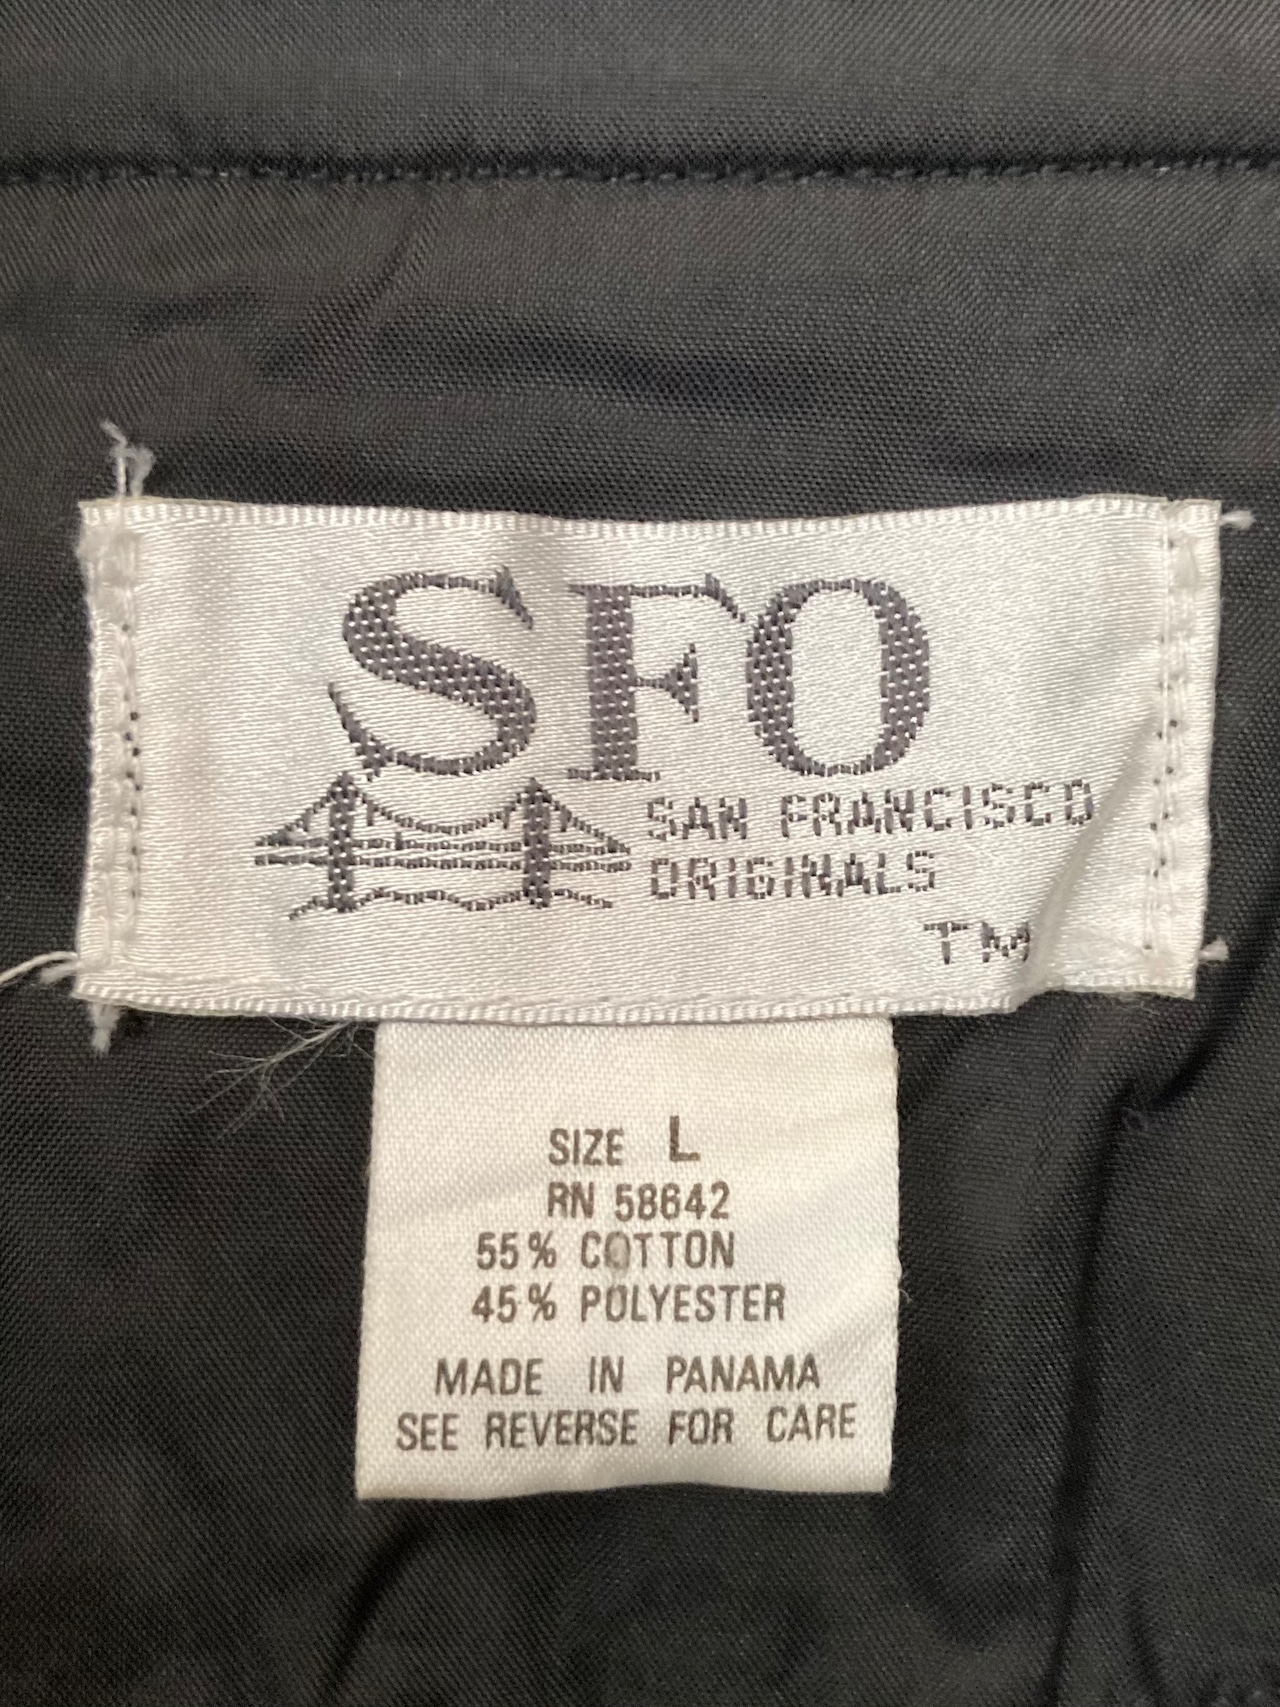 SFO
SAN FRANCISCO
ORIGINALS
TM
SIZE L
RN 58642
55% COTTON
45% POLYESTER
MADE IN PANAMA
SEE REVERSE FOR CARE